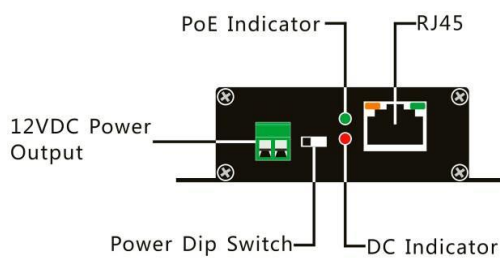 PoE Indicator
RJ45
12VDC Power
Output
Power Dip Switch
DC Indicator